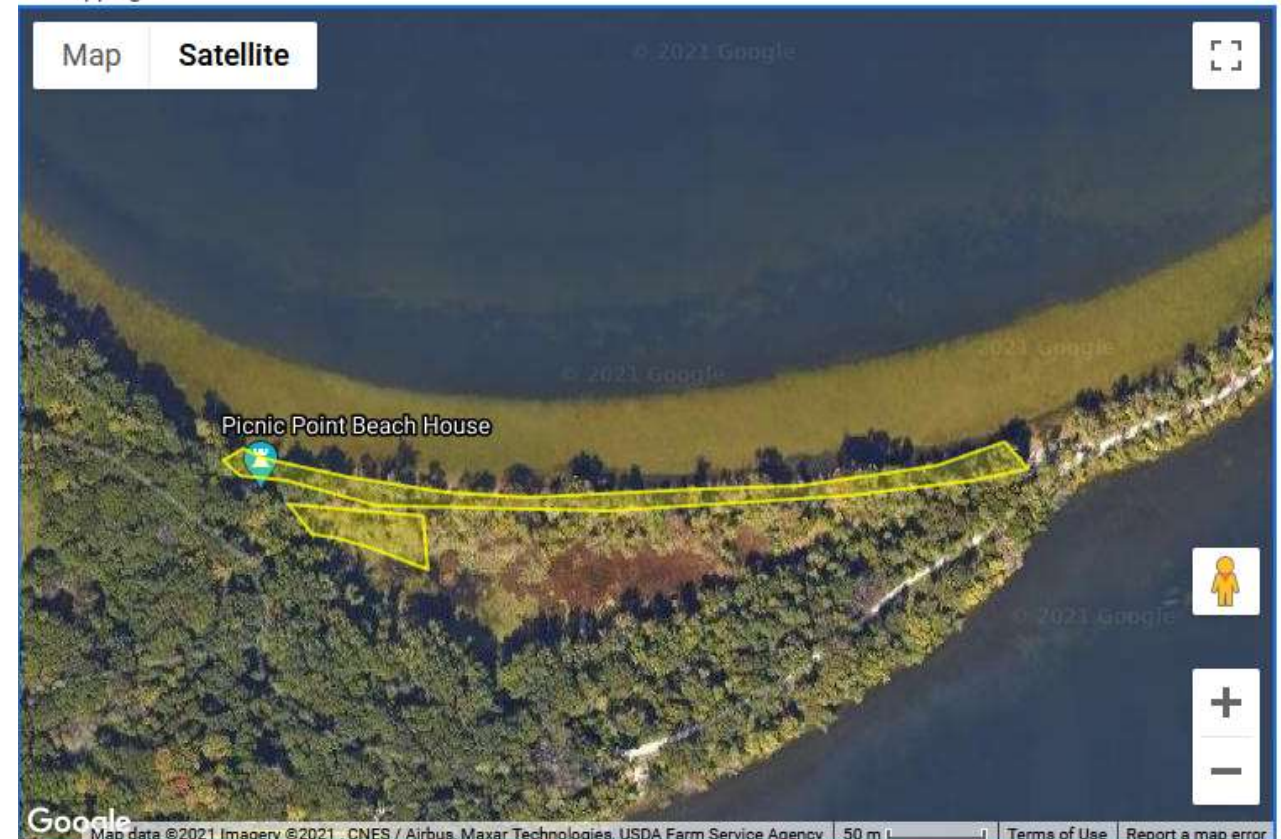 Map Satellite
© 2021 Google
© 2021 Google
2021 Google
Picnic Point Beach House
© 2021 Google
Google
Map data ©2021 Imagery ©2021 , CNES / Airbus, Maxar Technologies, USDA Farm Service Agency 50 m Terms of Use Report a map error